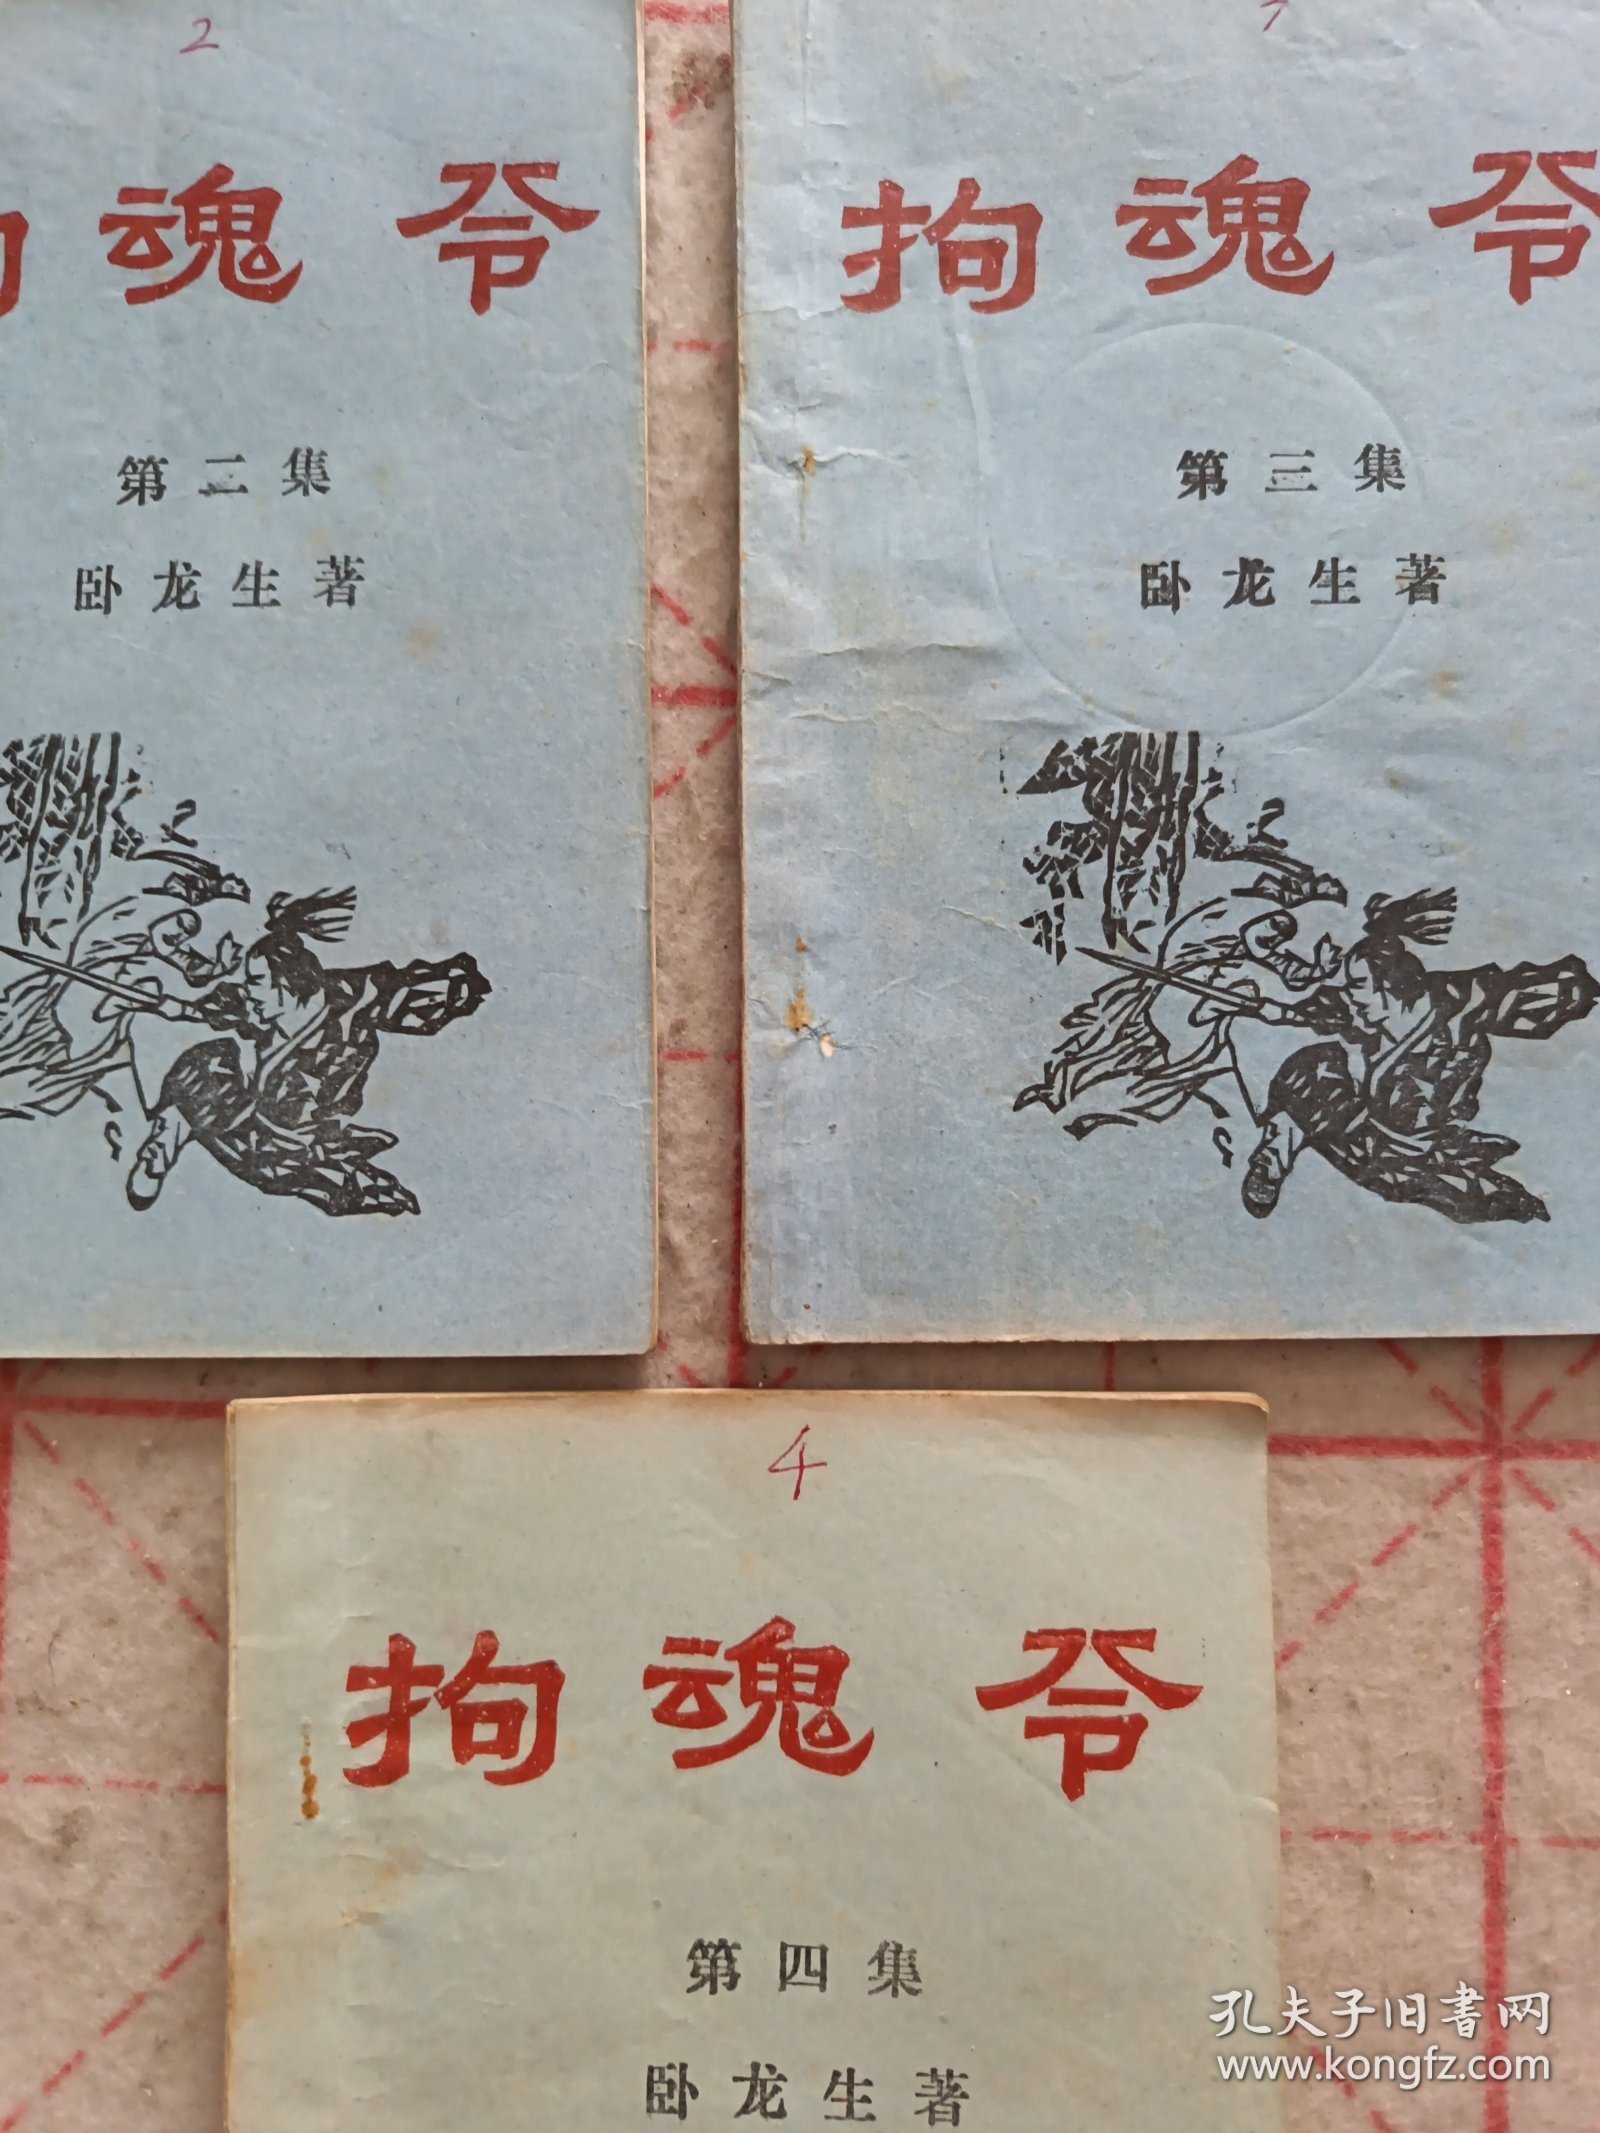 2
魂令
第二集
卧龙生著
拘魂令
第三集
卧龙生著
4
拘魂令
第四集
卧龙生著
孔夫子旧書网
www.kongfz.com